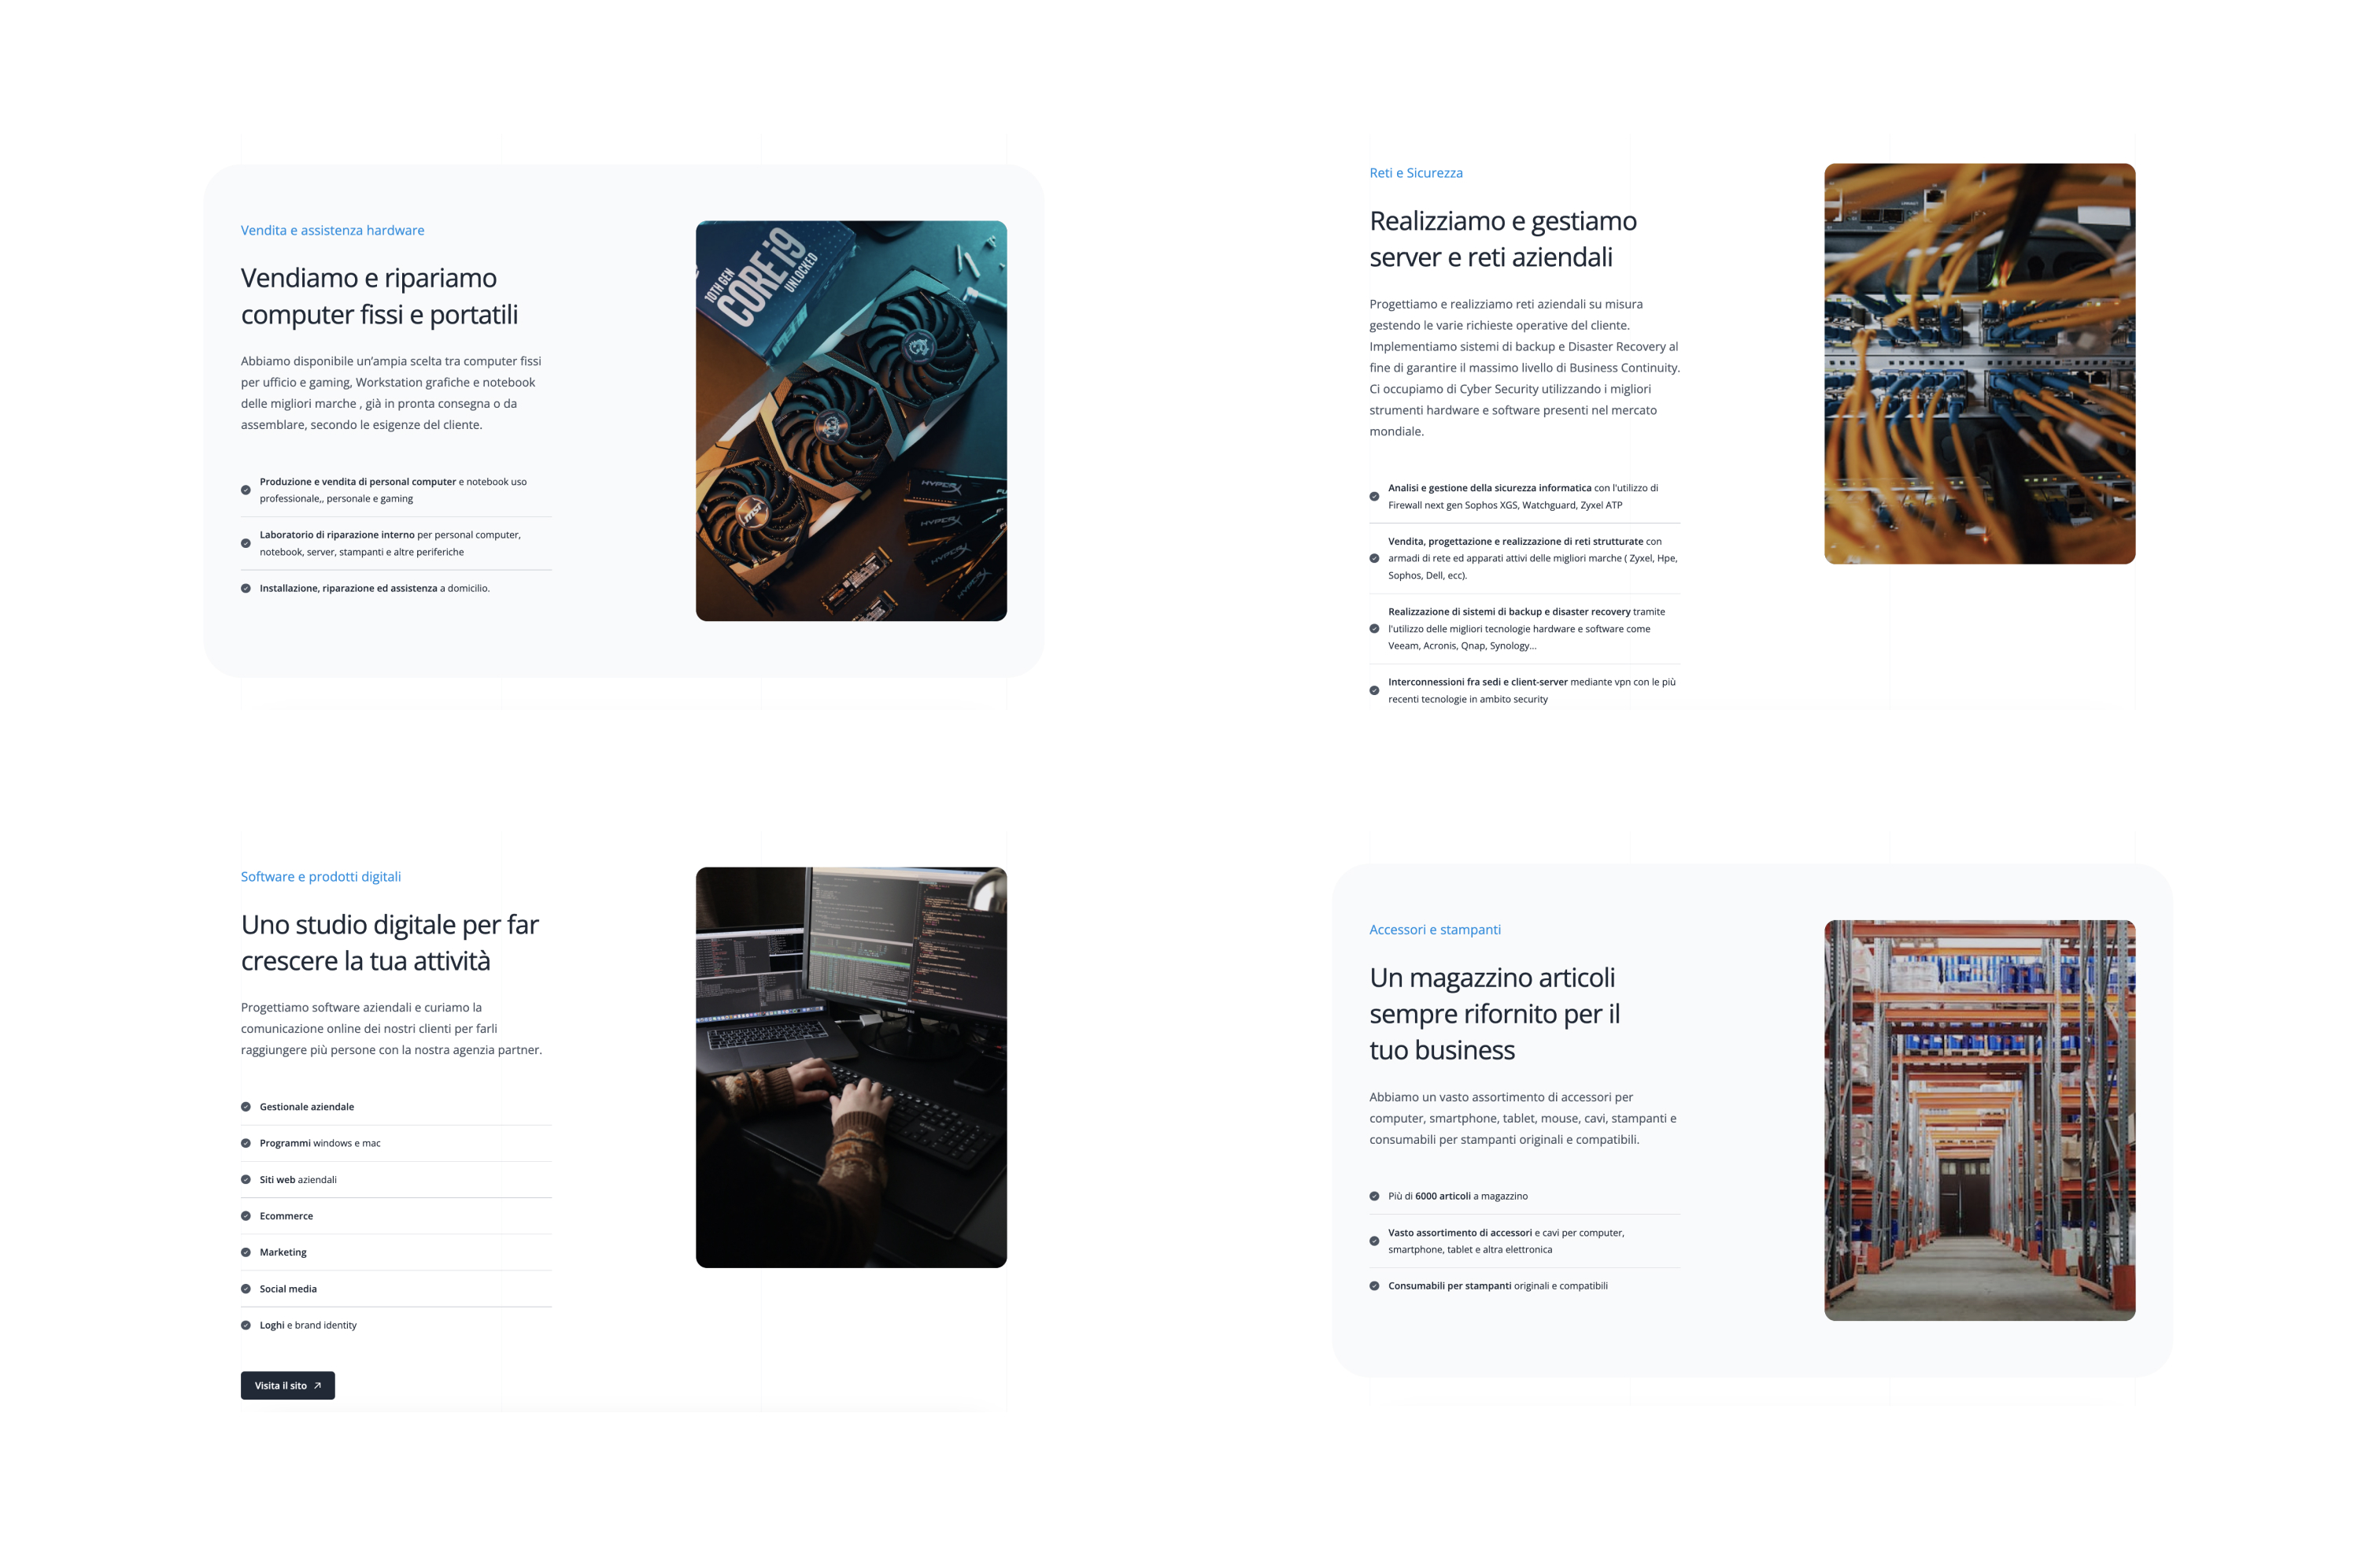 Vendita e assistenza hardware
Vendiamo e ripariamo
computer fissi e portatili
Abbiamo disponibile un'ampia scelta tra computer fissi
per ufficio e gaming, Workstation grafiche e notebook
delle migliori marche , già in pronta consegna o da
assemblare, secondo le esigenze del cliente.
Produzione e vendita di personal computer e notebook uso
professionale,, personale e gaming
Laboratorio di riparazione interno per personal computer,
notebook, server, stampanti e altre periferiche
Installazione, riparazione ed assistenza a domicilio.
10TH GEN
CORE i9
UNLOCKED
msi
HYPERX
HYPERX
HYPERX
Reti e Sicurezza
Realizziamo e gestiamo
server e reti aziendali
Progettiamo e realizziamo reti aziendali su misura
gestendo le varie richieste operative del cliente.
Implementiamo sistemi di backup e Disaster Recovery al
fine di garantire il massimo livello di Business Continuity.
Ci occupiamo di Cyber Security utilizzando i migliori
strumenti hardware e software presenti nel mercato
mondiale.
Analisi e gestione della sicurezza informatica con l'utilizzo di
Firewall next gen Sophos XGS, Watchguard, Zyxel ATP
Vendita, progettazione e realizzazione di reti strutturate con
armadi di rete ed apparati attivi delle migliori marche ( Zyxel, Hpe,
Sophos, Dell, ecc).
Realizzazione di sistemi di backup e disaster recovery tramite
l'utilizzo delle migliori tecnologie hardware e software come
Veeam, Acronis, Qnap, Synology...
Interconnessioni fra sedi e client-server mediante vpn con le più
recenti tecnologie in ambito security
Software e prodotti digitali
Uno studio digitale per far
crescere la tua attività
Progettiamo software aziendali e curiamo la
comunicazione online dei nostri clienti per farli
raggiungere più persone con la nostra agenzia partner.
Gestionale aziendale
Programmi windows e mac
Siti web aziendali
Ecommerce
Marketing
Social media
Loghi e brand identity
Visita il sito
SAMSUNG
Accessori e stampanti
Un magazzino articoli
sempre rifornito per il
tuo business
Abbiamo un vasto assortimento di accessori per
computer, smartphone, tablet, mouse, cavi, stampanti e
consumabili per stampanti originali e compatibili.
Più di 6000 articoli a magazzino
Vasto assortimento di accessori e cavi per computer,
smartphone, tablet e altra elettronica
Consumabili per stampanti originali e compatibili